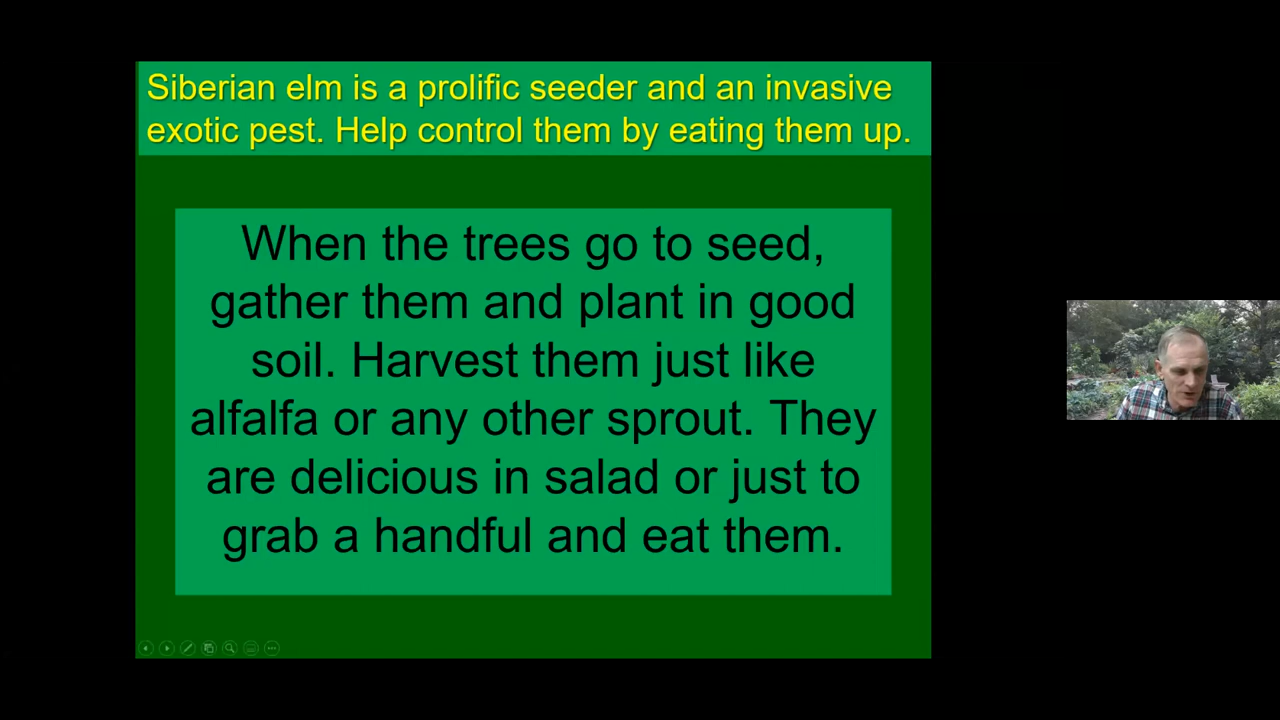 Siberian elm is a prolific seeder and an invasive
exotic pest. Help control them by eating them up.
When the trees go to seed,
gather them and plant in good
soil. Harvest them just like
alfalfa or any other sprout. They
are delicious in salad or just to
grab a handful and eat them.